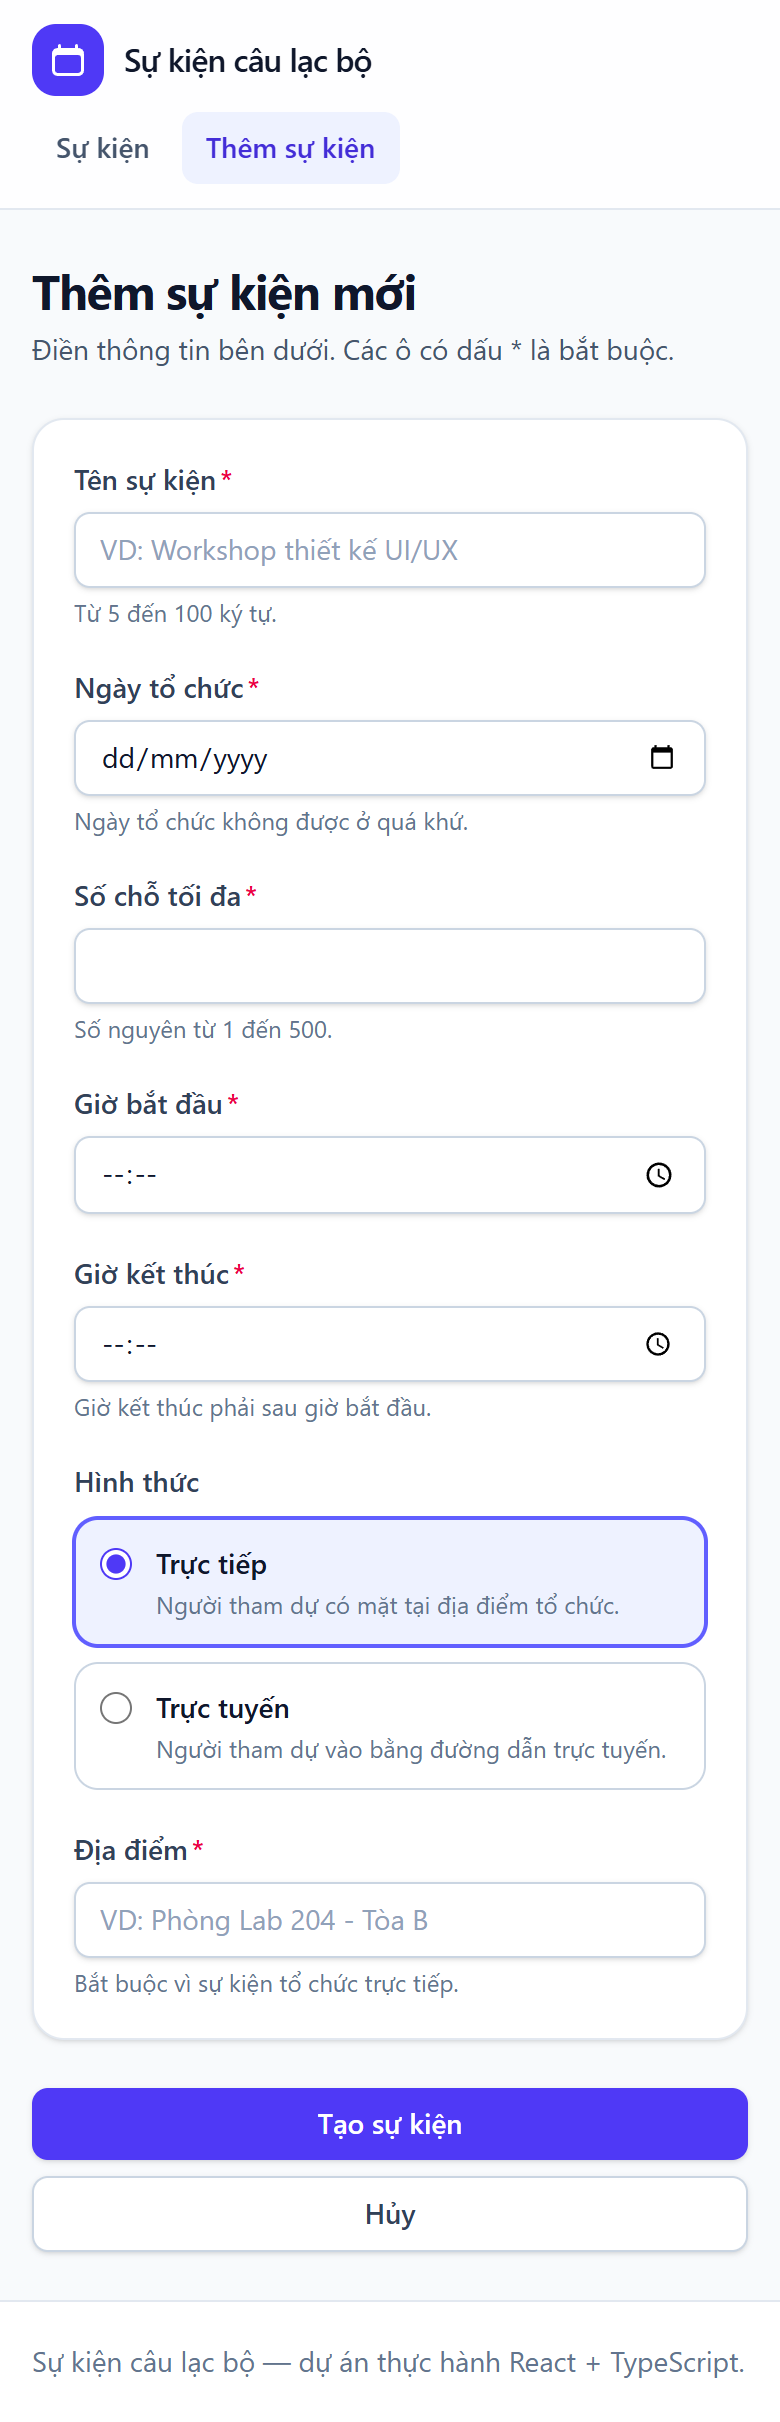 Sự kiện câu lạc bộ
Sự kiện
Thêm sự kiện
Thêm sự kiện mới
Điền thông tin bên dưới. Các ô có dấu * là bắt buộc.
Tên sự kiện*
VD: Workshop thiết kế UI/UX
Từ 5 đến 100 ký tự.
Ngày tổ chức*
dd/mm/yyyy
Ngày tổ chức không được ở quá khứ.
Số chỗ tối đa*
Số nguyên từ 1 đến 500.
Giờ bắt đầu*
--:--
Giờ kết thúc*
--:--
Giờ kết thúc phải sau giờ bắt đầu.
Hình thức
Trực tiếp
Người tham dự có mặt tại địa điểm tổ chức.
Trực tuyến
Người tham dự vào bằng đường dẫn trực tuyến.
Địa điểm*
VD: Phòng Lab 204 - Tòa B
Bắt buộc vì sự kiện tổ chức trực tiếp.
Tạo sự kiện
Hủy
Sự kiện câu lạc bộ — dự án thực hành React + TypeScript.